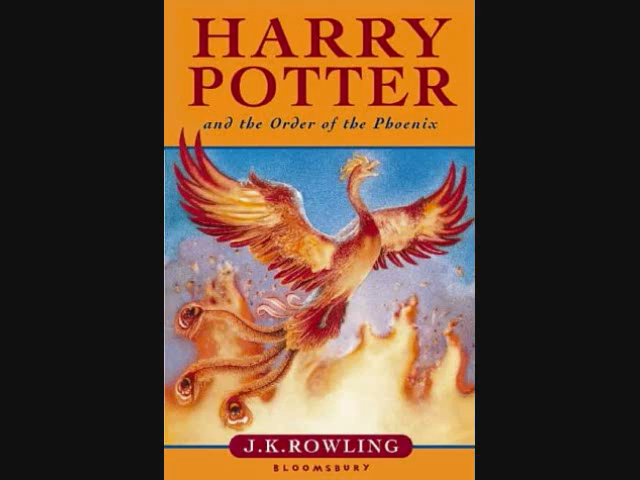 HARRY
POTTER
and the Order of the Phoenix
J.K.ROWLING
BLOOMSBURY